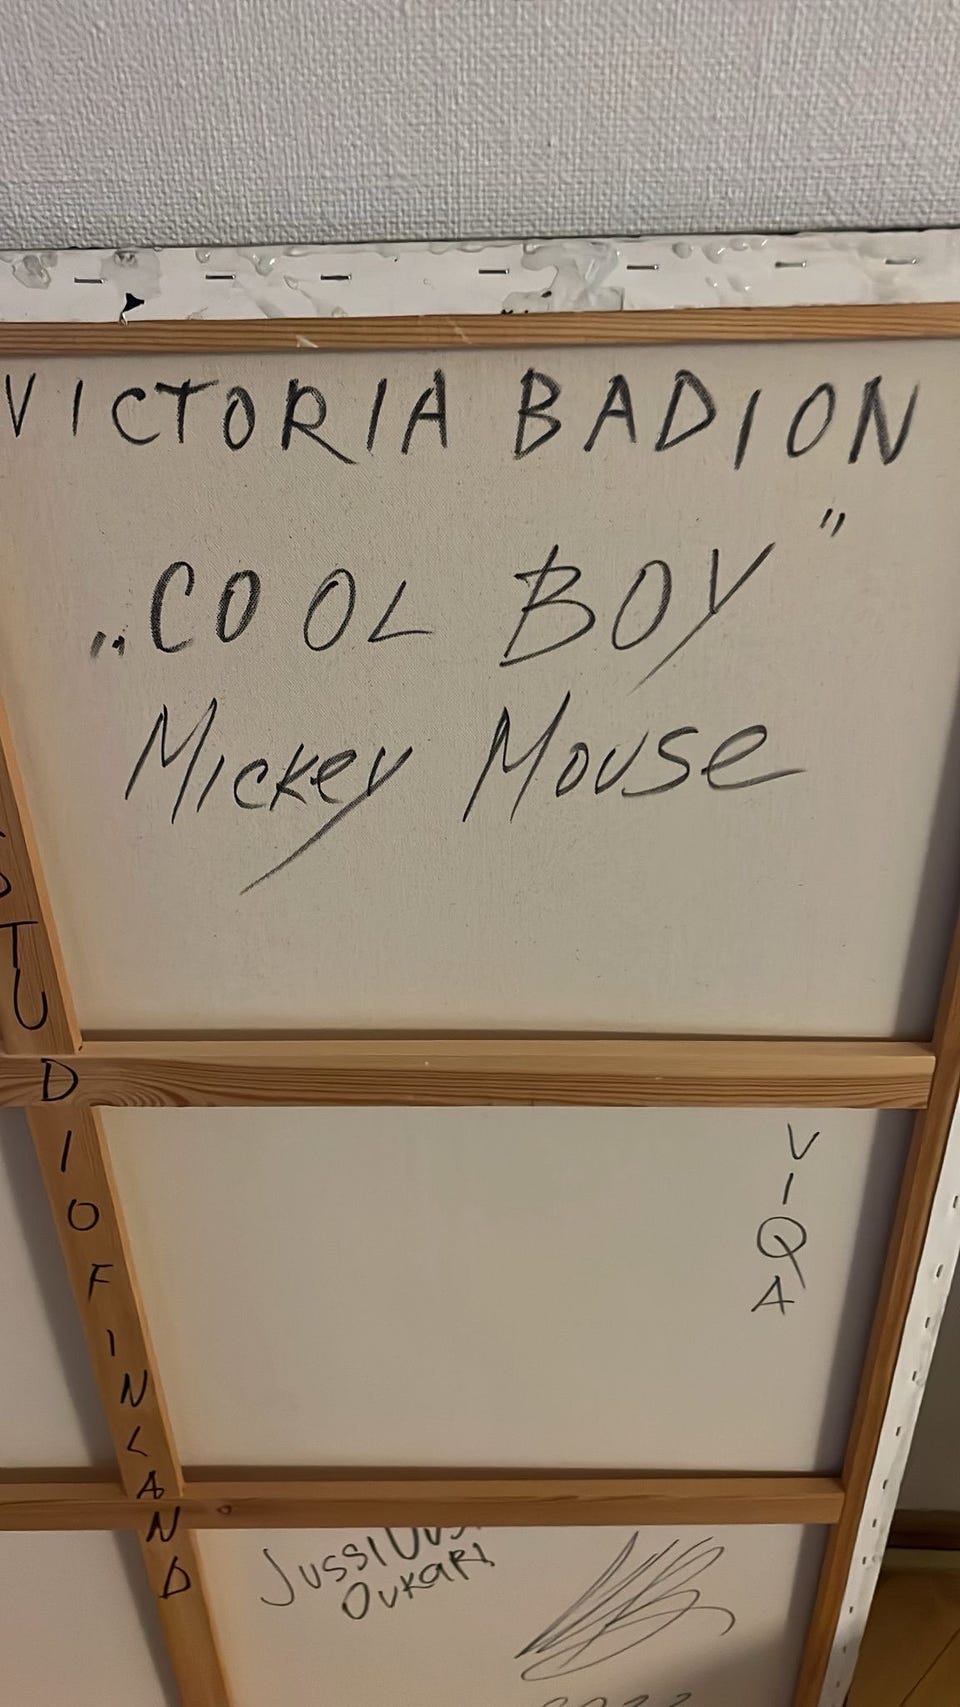 VICTORIA BADION
„COOL BOY"
Mickey Mouse
STUDIO FINLAND
VIQA
Jussi
Oukari